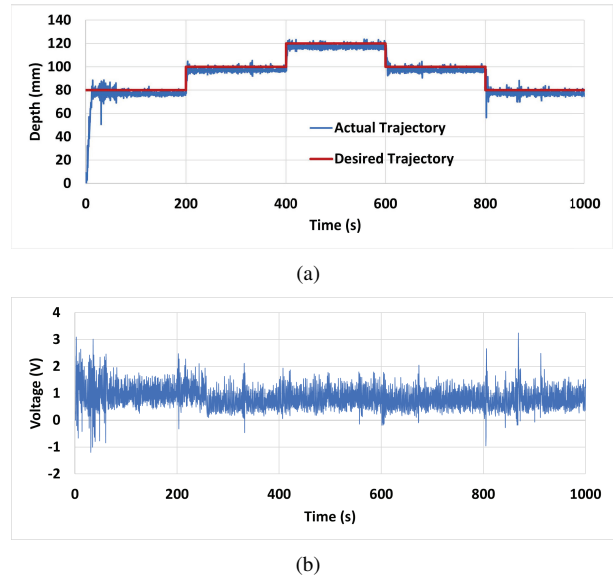 140
120
100
80
60
40
20
0
Depth (mm)
Actual Trajectory
Desired Trajectory
0 200 400 600 800 1000
Time (s)
(a)
4
3
2
1
0
-1
-2
Voltage (V)
0 200 400 600 800 1000
Time (s)
(b)